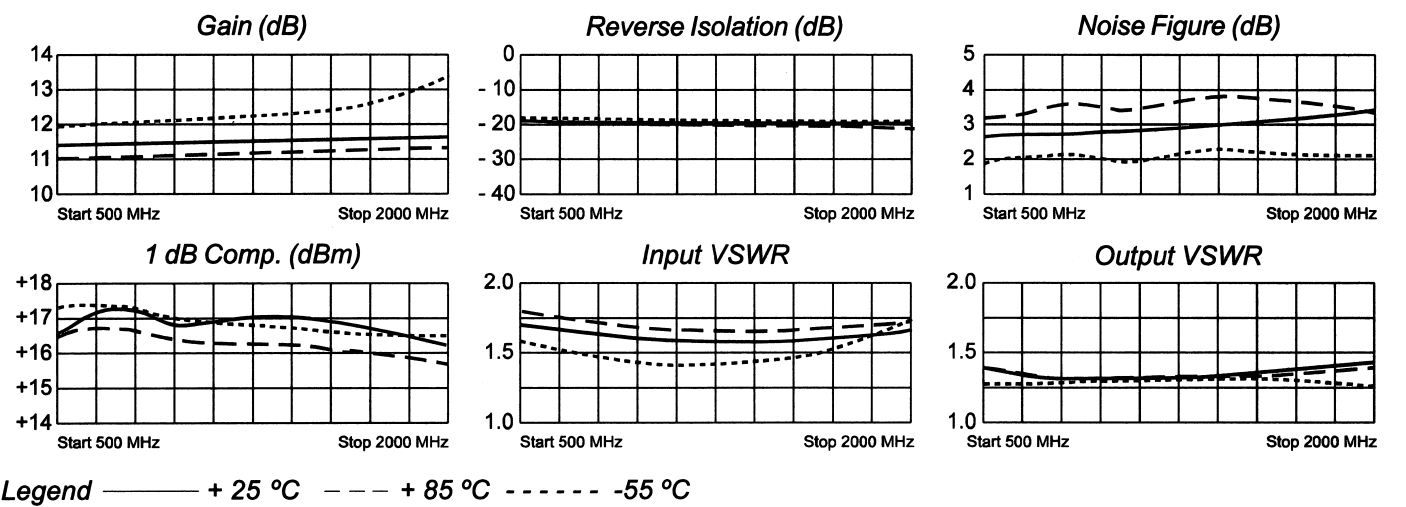 Gain (dB)
14
13
12
11
10
Start 500 MHz Stop 2000 MHz
Reverse Isolation (dB)
0
- 10
- 20
- 30
- 40
Start 500 MHz Stop 2000 MHz
Noise Figure (dB)
5
4
3
2
1
Start 500 MHz Stop 2000 MHz
1 dB Comp. (dBm)
+18
+17
+16
+15
+14
Start 500 MHz Stop 2000 MHz
Input VSWR
2.0
1.5
1.0
Start 500 MHz Stop 2000 MHz
Output VSWR
2.0
1.5
1.0
Start 500 MHz Stop 2000 MHz
Legend + 25 ºC + 85 ºC -55 ºC